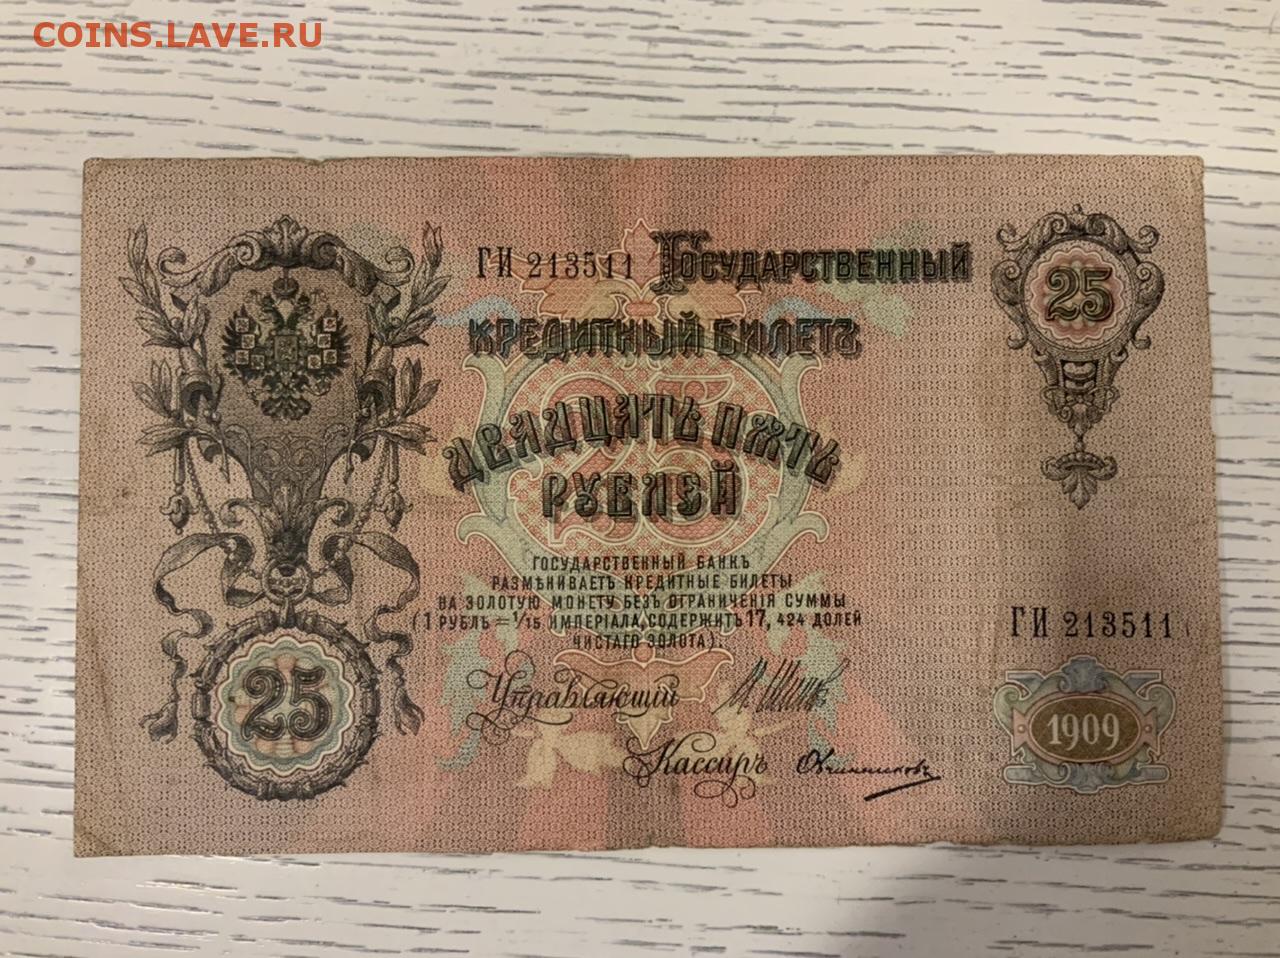 COINS.LAVE.RU
ГИ 213511 Государственный
Кредитный Билетъ
25
25
Двадцать пять
рублей
Государственный банкъ
размѣниваетъ кредитные билеты
на золотую монету безъ ограниченія суммы
(1 рубль = 1/15 имперіала, содержитъ 17,424 долей
чистаго золота)
ГИ 213511
Управляющій
25
1909
Кассиръ Овчинниковъ